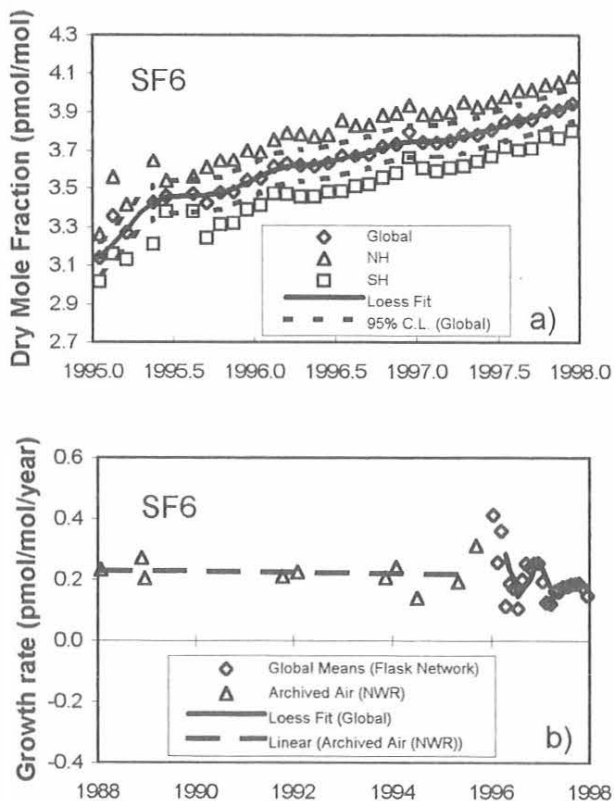 4.3
4.1
3.9
3.7
3.5
3.3
3.1
2.9
2.7
Dry Mole Fraction (pmol/mol)
SF6
Global
NH
SH
Loess Fit
95% C.L. (Global)
a)
1995.0 1995.5 1996.0 1996.5 1997.0 1997.5 1998.0
0.6
0.4
0.2
0.0
-0.2
-0.4
Growth rate (pmol/mol/year)
SF6
Global Means (Flask Network)
Archived Air (NWR)
Loess Fit (Global)
Linear (Archived Air (NWR))
b)
1988 1990 1992 1994 1996 1998